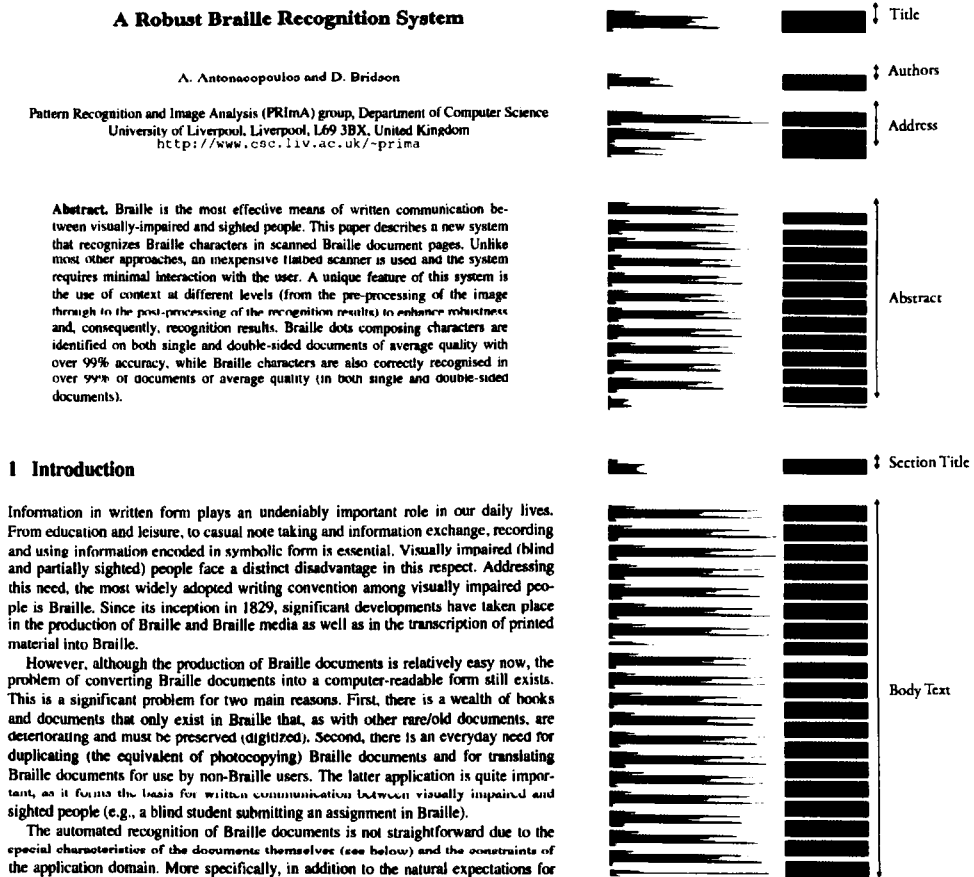 A Robust Braille Recognition System
A. Antonacopoulos and D. Bridson
Pattern Recognition and Image Analysis (PRImA) group, Department of Computer Science
University of Liverpool, Liverpool, L69 3BX, United Kingdom
http://www.csc.liv.ac.uk/~prima
Abstract. Braille is the most effective means of written communication be-
tween visually-impaired and sighted people. This paper describes a new system
that recognizes Braille characters in scanned Braille document pages. Unlike
most other approaches, an inexpensive flatbed scanner is used and the system
requires minimal interaction with the user. A unique feature of this system is
the use of context at different levels (from the pre-processing of the image
through to the post-processing of the recognition results) to enhance robustness
and, consequently, recognition results. Braille dots composing characters are
identified on both single and double-sided documents of average quality with
over 99% accuracy, while Braille characters are also correctly recognised in
over 99% of documents of average quality (in both single and double-sided
documents).
1 Introduction
Information in written form plays an undeniably important role in our daily lives.
From education and leisure, to casual note taking and information exchange, recording
and using information encoded in symbolic form is essential. Visually impaired (blind
and partially sighted) people face a distinct disadvantage in this respect. Addressing
this need, the most widely adopted writing convention among visually impaired peo-
ple is Braille. Since its inception in 1829, significant developments have taken place
in the production of Braille and Braille media as well as in the transcription of printed
material into Braille.
However, although the production of Braille documents is relatively easy now, the
problem of converting Braille documents into a computer-readable form still exists.
This is a significant problem for two main reasons. First, there is a wealth of books
and documents that only exist in Braille that, as with other rare/old documents, are
deteriorating and must be preserved (digitized). Second, there is an everyday need for
duplicating (the equivalent of photocopying) Braille documents and for translating
Braille documents for use by non-Braille users. The latter application is quite impor-
tant, as it forms the basis for written communication between visually impaired and
sighted people (e.g., a blind student submitting an assignment in Braille).
The automated recognition of Braille documents is not straightforward due to the
special characteristics of the documents themselves (see below) and the constraints of
the application domain. More specifically, in addition to the natural expectations for
Title
Authors
Address
Abstract
Section Title
Body Text